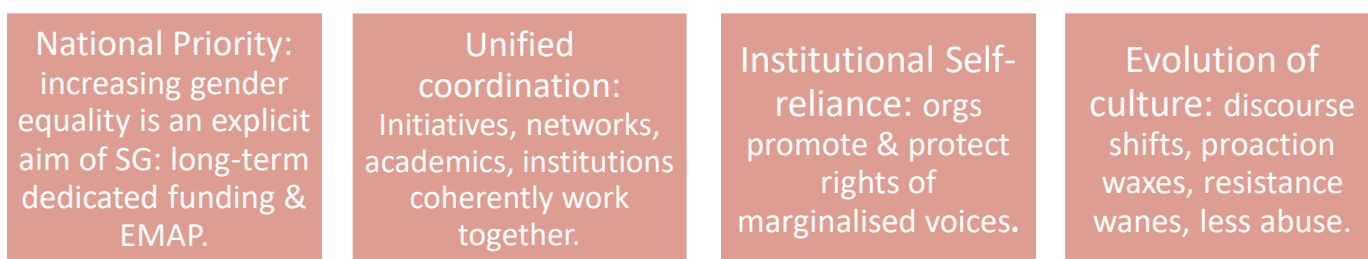 National Priority:
increasing gender
equality is an explicit
aim of SG: long-term
dedicated funding &
EMAP.
Unified
coordination:
Initiatives, networks,
academics, institutions
coherently work
together.
Institutional Self-
reliance: orgs
promote & protect
rights of
marginalised voices.
Evolution of
culture: discourse
shifts, proaction
waxes, resistance
wanes, less abuse.